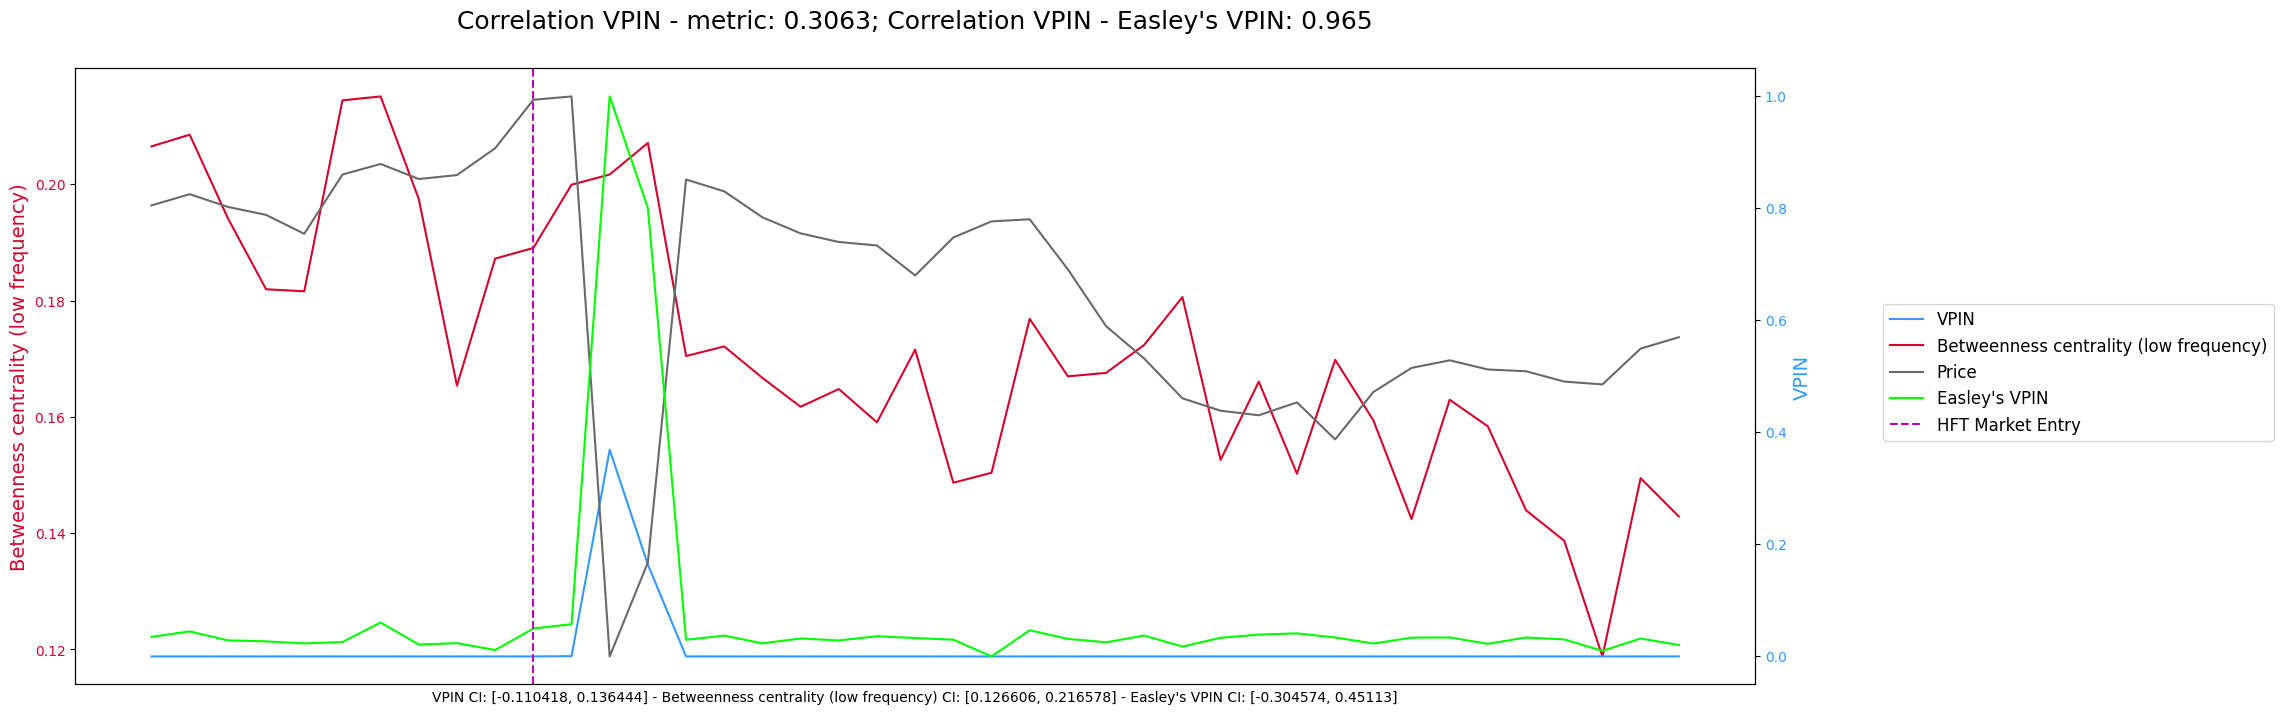 Correlation VPIN - metric: 0.3063; Correlation VPIN - Easley's VPIN: 0.965
Betweenness centrality (low frequency)
0.20
0.18
0.16
0.14
0.12
1.0
0.8
0.6
0.4
0.2
0.0
VPIN
VPIN
Betweenness centrality (low frequency)
Price
Easley's VPIN
HFT Market Entry
VPIN CI: [-0.110418, 0.136444] - Betweenness centrality (low frequency) CI: [0.126606, 0.216578] - Easley's VPIN CI: [-0.304574, 0.45113]